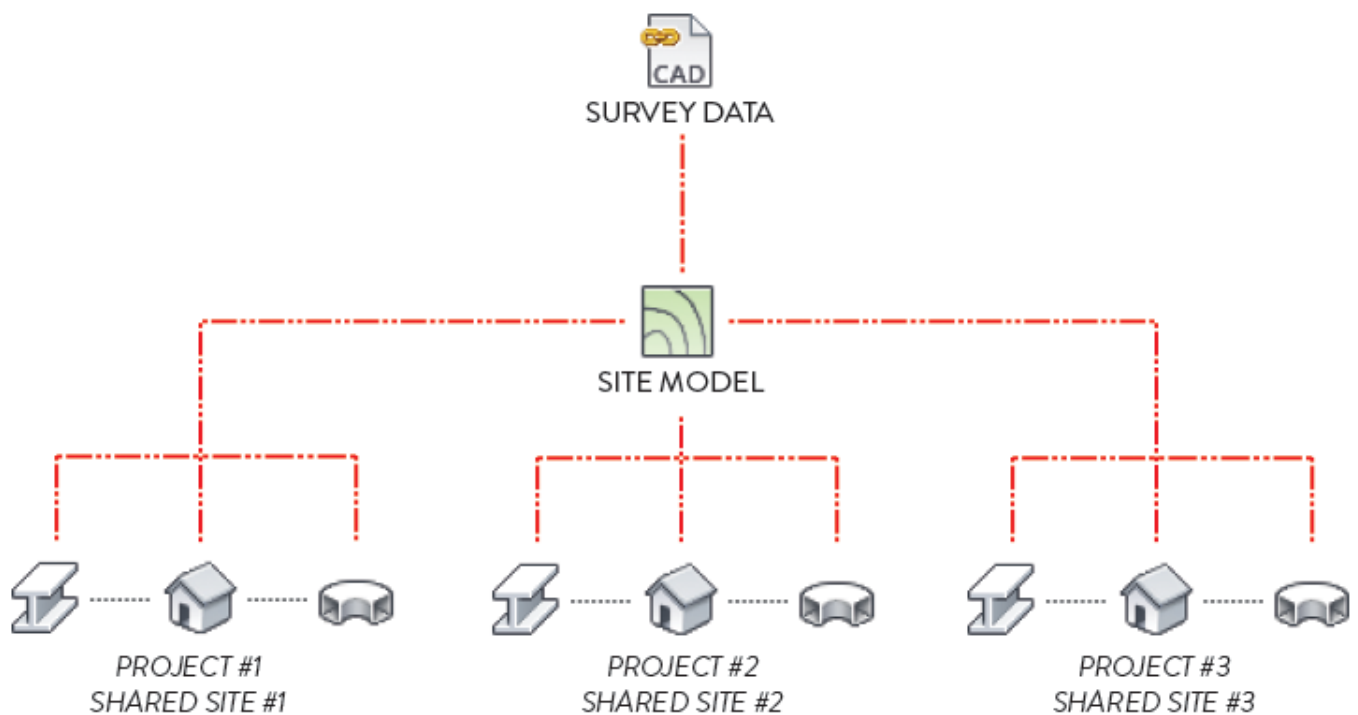 CAD
SURVEY DATA
SITE MODEL
PROJECT #1
SHARED SITE #1
PROJECT #2
SHARED SITE #2
PROJECT #3
SHARED SITE #3